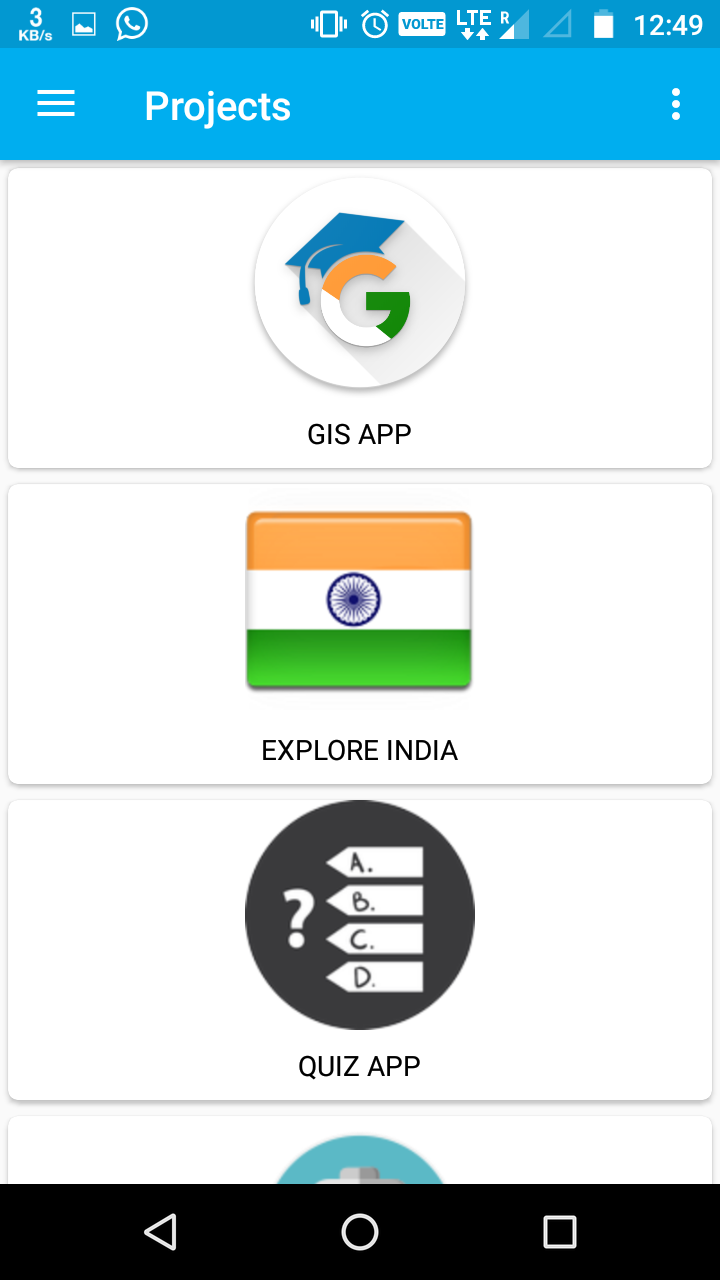 3
KB/s
VOLTE
LTE
R
12:49
Projects
G
GIS APP
EXPLORE INDIA
?
A.
B.
C.
D.
QUIZ APP